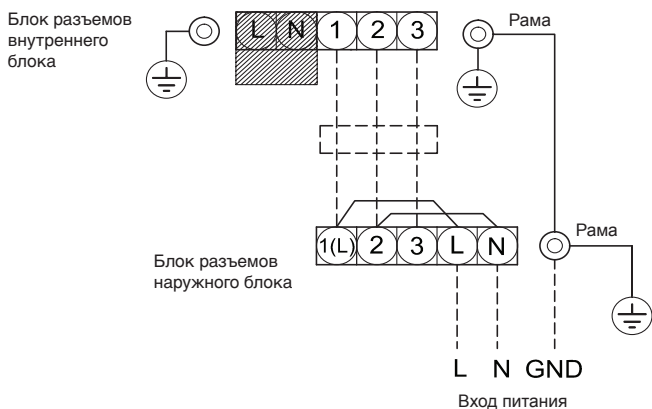 Блок разъемов
внутреннего
блока
L N 1 2 3
Рама
1(L) 2 3 L N
Рама
Блок разъемов
наружного блока
L N GND
Вход питания